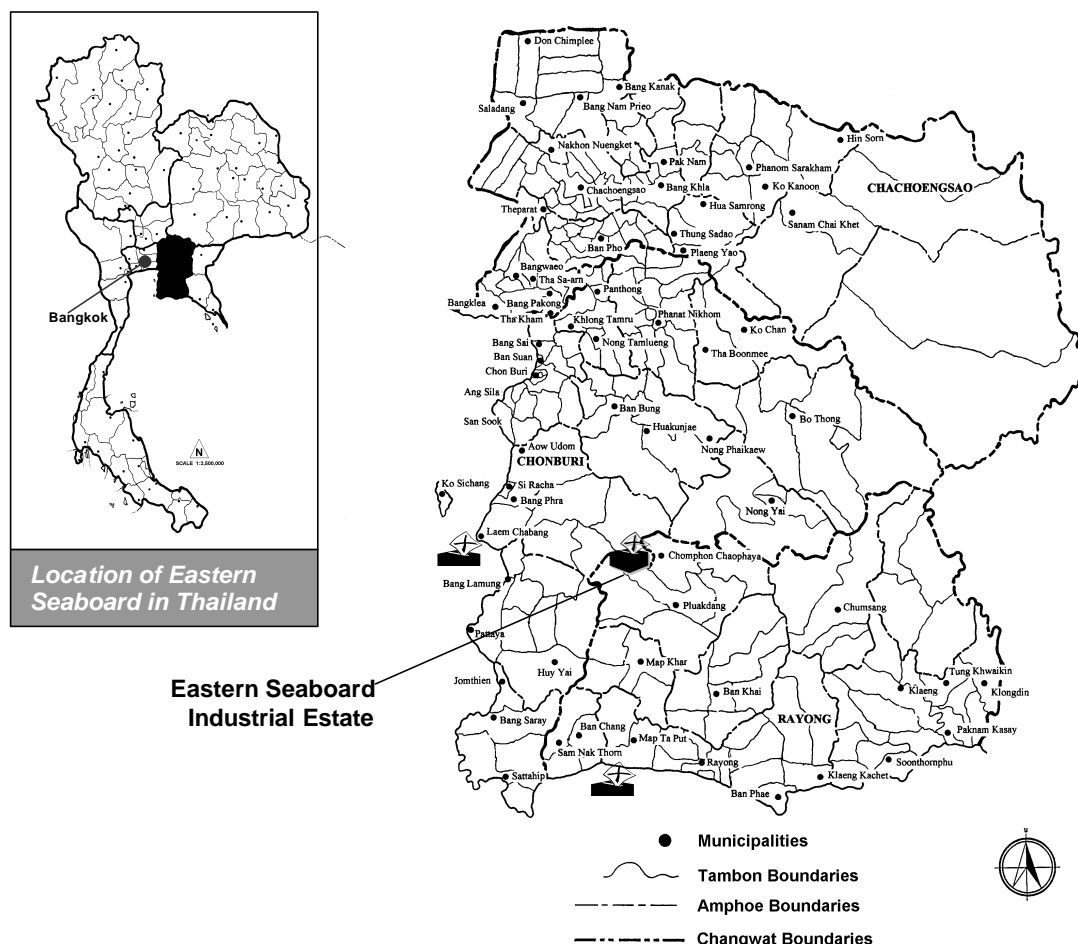 Bangkok
N
SCALE 1:2,500,000
Location of Eastern
Seaboard in Thailand
Don Chimplee
Bang Kanak
Saladang
Bang Nam Prieo
Hin Sorn
Nakhon Nuengket
Pak Nam
Phanom Sarakham
Chachoengsao
Bang Khla
Ko Kanoon
CHACHOENGSAO
Theparat
Hua Samrong
Sanam Chai Khet
Thung Sadao
Ban Pho
Plaeng Yao
Bangwaeo
Tha Sa-arn
Panthong
Bangklea
Bang Pakong
Tha Kham
Khlong Tamru
Phanat Nikhom
Ko Chan
Bang Sai
Nong Tamlueng
Tha Boonmee
Ban Suan
Chon Buri
Ang Sila
Ban Bung
Bo Thong
San Sook
Huakunjae
Nong Phaikaew
Aow Udom
CHONBURI
Ko Sichang
Si Racha
Bang Phra
Nong Yai
Laem Chabang
Chomphon Chaophaya
Bang Lamung
Pluakdang
Chumsang
Pattaya
Huy Yai
Map Khar
Tung Khwaikin
Jomthien
Ban Khai
Klaeng
Klongdin
Eastern Seaboard
Industrial Estate
Bang Saray
Ban Chang
RAYONG
Paknam Kasay
Sam Nak Thorn
Map Ta Put
Rayong
Soonthornphu
Sattahip
Klaeng Kachet
Ban Phae
Municipalities
Tambon Boundaries
Amphoe Boundaries
Changwat Boundaries